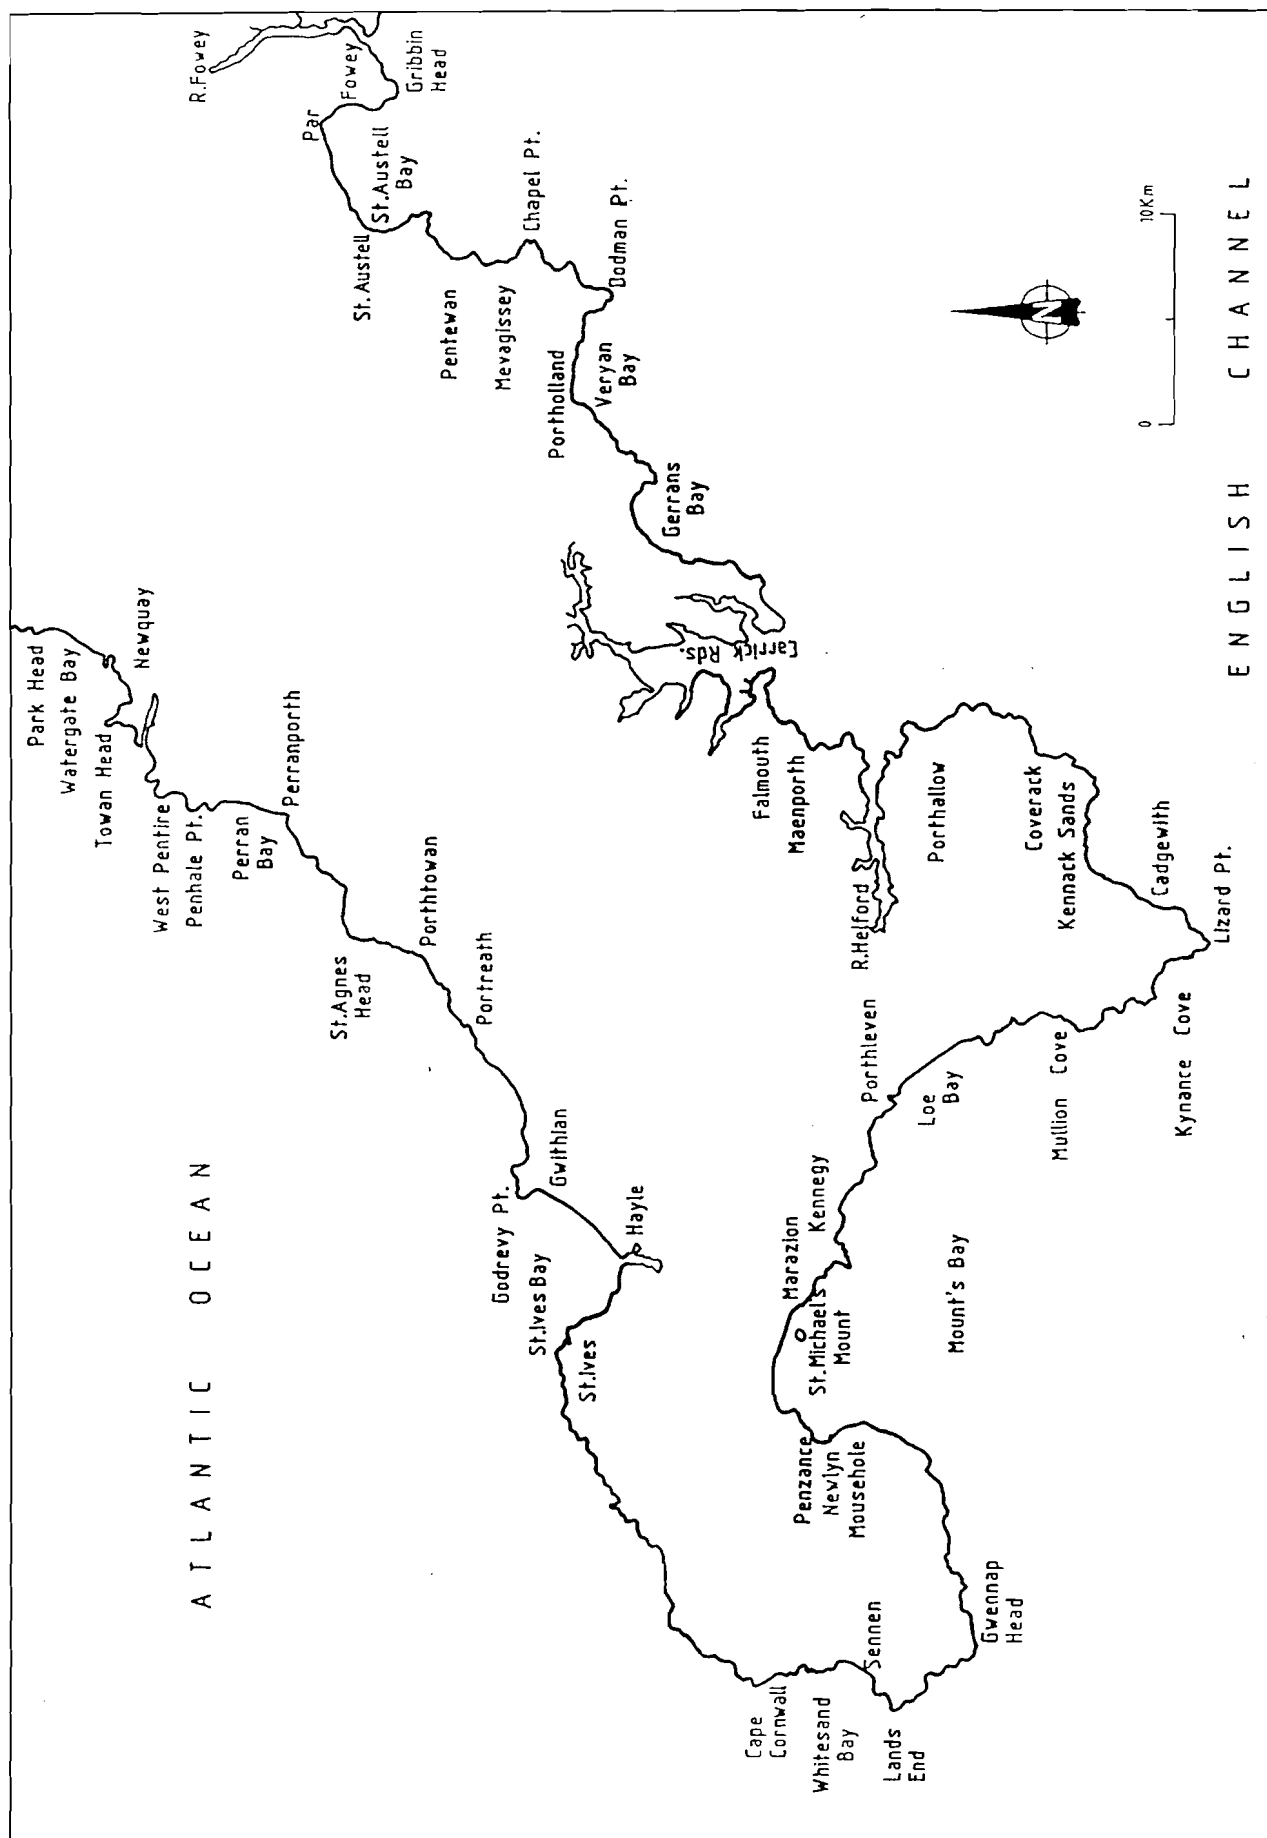 ATLANTIC OCEAN
Park Head
Watergate Bay
Towan Head
Newquay
West Pentire
Penhale Pt.
Perran
Bay
Perranporth
St.Agnes
Head
Porthtowan
Portreath
Gwithian
Godrevy Pt.
St.Ives Bay
Hayle
St.Ives
Cape
Cornwall
Whitesand
Bay
Sennen
Lands
End
Gwennap
Head
Penzance
Newlyn
Mousehole
St.Michael's
Mount
Marazion
Kennegy
Mount's Bay
Porthleven
Loe
Bay
Mullion Cove
Kynance Cove
Lizard Pt.
Cadgewith
Kennack Sands
Coverack
Porthallow
R.Helford
Maenporth
Falmouth
Carrick Rds.
Gerrans
Bay
Veryan
Bay
Portholland
Dodman Pt.
Chapel Pt.
Mevagissey
Pentewan
St.Austell
St.Austell
Bay
Par
Fowey
Gribbin
Head
R.Fowey
N
0 10Km
ENGLISH CHANNEL